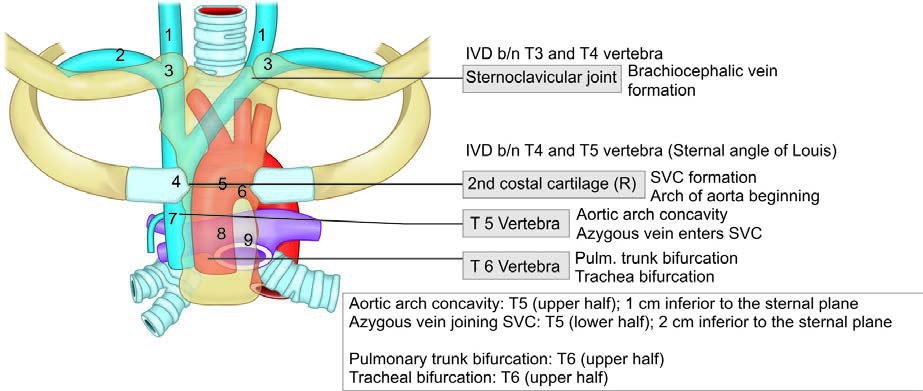 1
1
2
3
3
IVD b/n T3 and T4 vertebra
Sternoclavicular joint
Brachiocephalic vein
formation
IVD b/n T4 and T5 vertebra (Sternal angle of Louis)
4
5
6
2nd costal cartilage (R)
SVC formation
Arch of aorta beginning
7
8
9
T 5 Vertebra
Aortic arch concavity
Azygous vein enters SVC
T 6 Vertebra
Pulm. trunk bifurcation
Trachea bifurcation
Aortic arch concavity: T5 (upper half); 1 cm inferior to the sternal plane
Azygous vein joining SVC: T5 (lower half); 2 cm inferior to the sternal plane
Pulmonary trunk bifurcation: T6 (upper half)
Tracheal bifurcation: T6 (upper half)